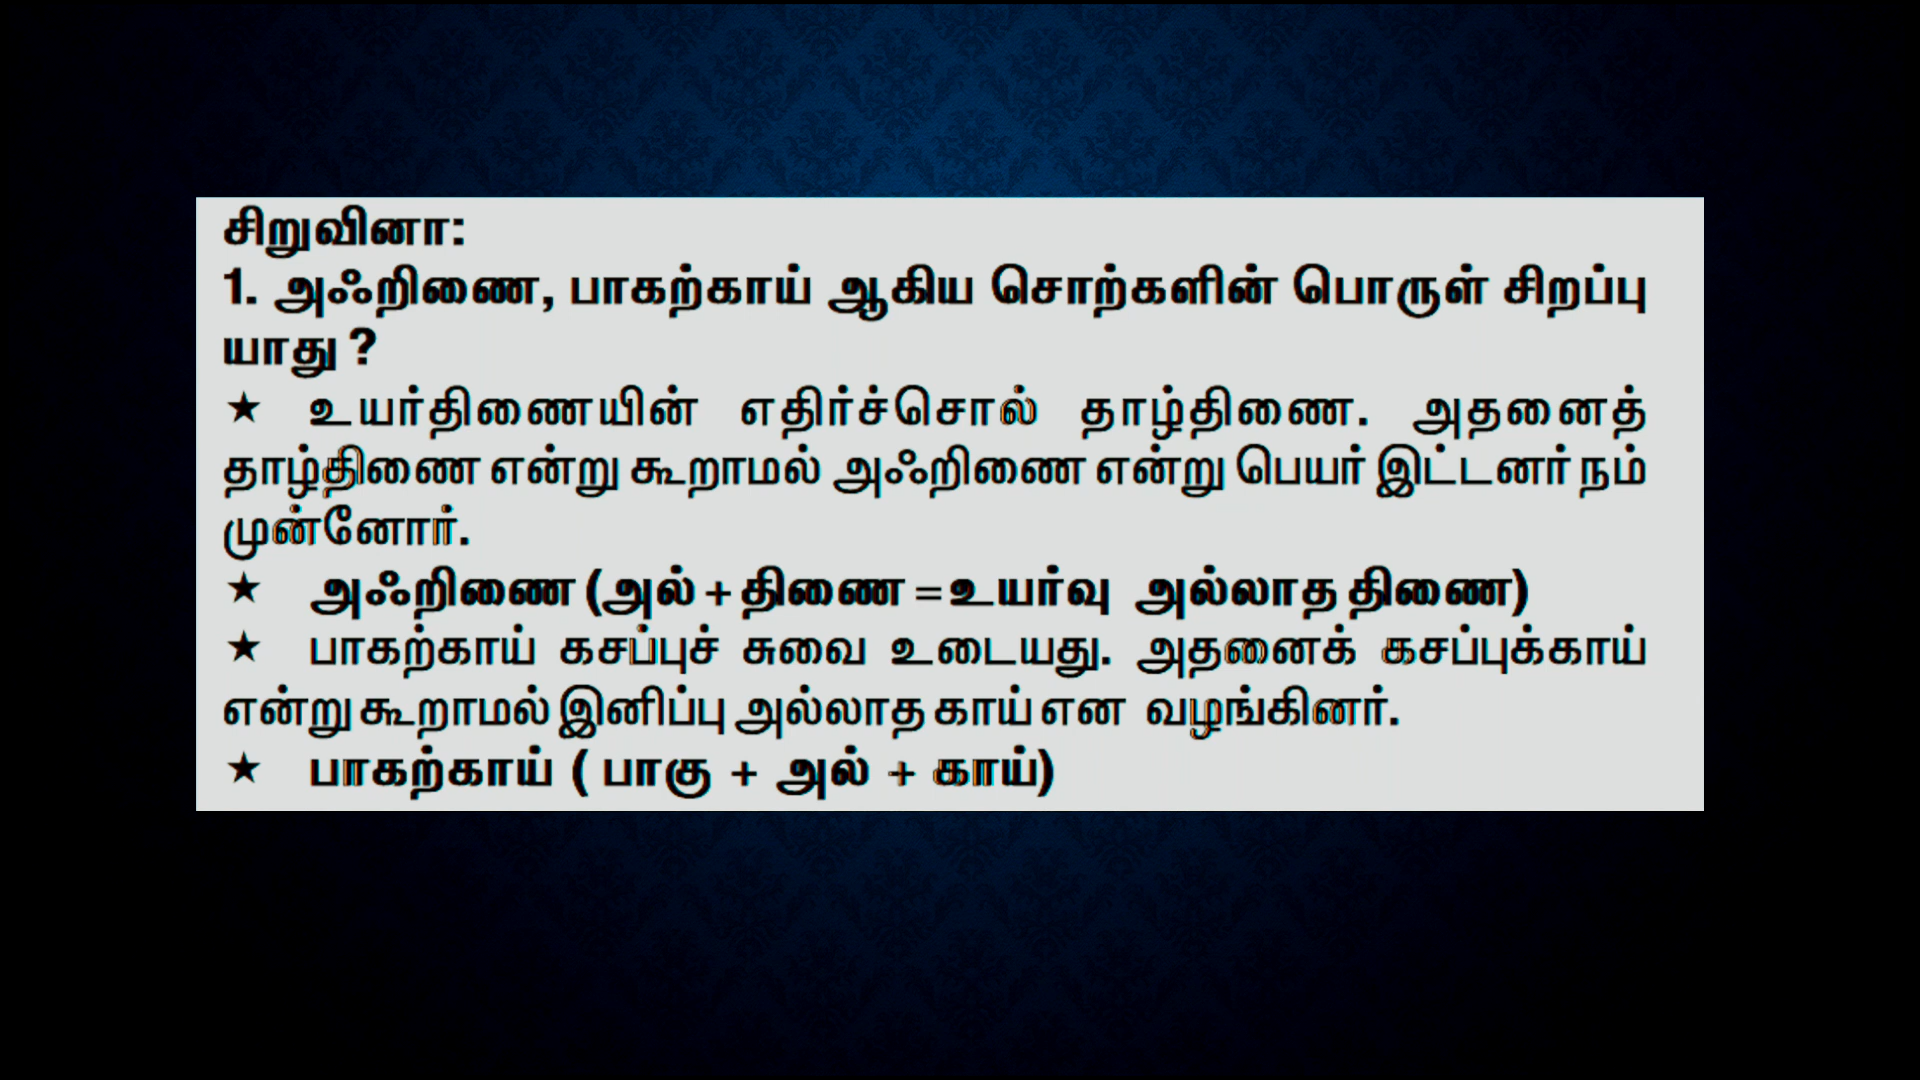 சிறுவினா:
1. அஃறிணை, பாகற்காய் ஆகிய சொற்களின் பொருள் சிறப்பு
யாது ?
★ உயர்திணையின் எதிர்ச்சொல் தாழ்திணை. அதனைத்
தாழ்திணை என்று கூறாமல் அஃறிணை என்று பெயர் இட்டனர் நம்
முன்னோர்.
★ அஃறிணை (அல் + திணை = உயர்வு அல்லாத திணை)
★ பாகற்காய் கசப்புச் சுவை உடையது. அதனைக் கசப்புக்காய்
என்று கூறாமல் இனிப்பு அல்லாத காய் என வழங்கினர்.
★ பாகற்காய் ( பாகு + அல் + காய்)